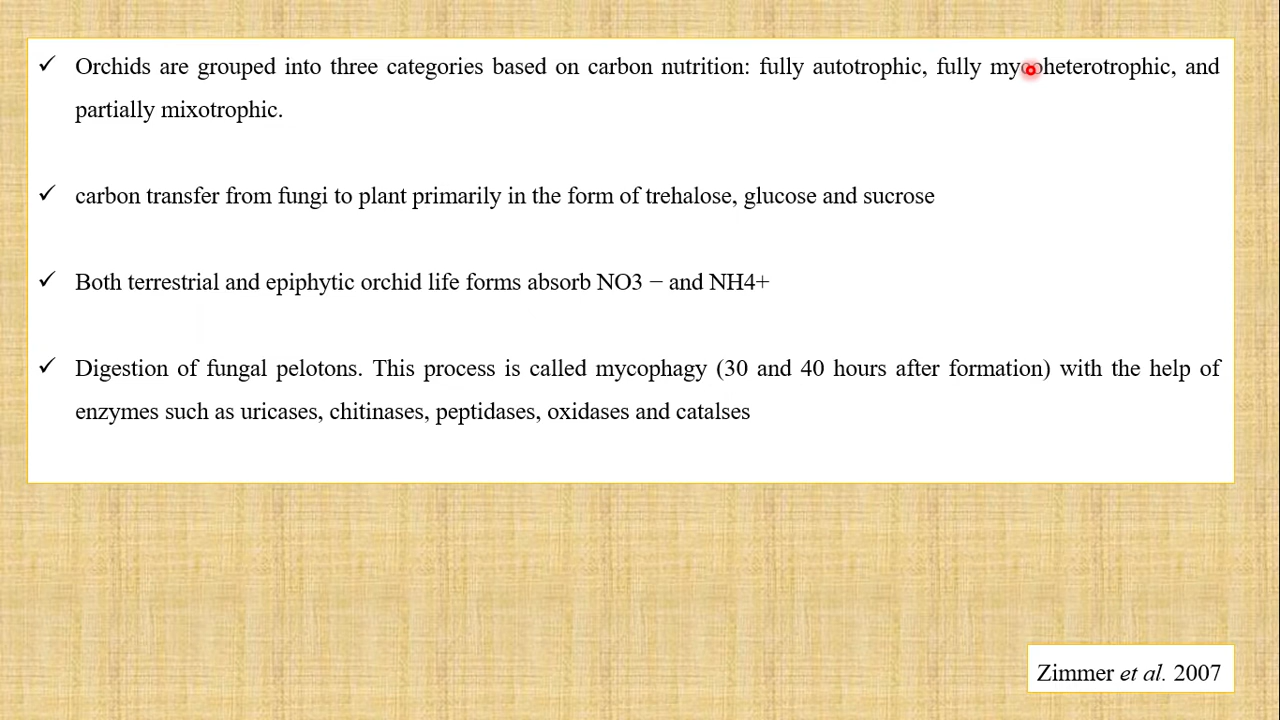 ✓ Orchids are grouped into three categories based on carbon nutrition: fully autotrophic, fully mycoheterotrophic, and
partially mixotrophic.
✓ carbon transfer from fungi to plant primarily in the form of trehalose, glucose and sucrose
✓ Both terrestrial and epiphytic orchid life forms absorb NO3 − and NH4+
✓ Digestion of fungal pelotons. This process is called mycophagy (30 and 40 hours after formation) with the help of
enzymes such as uricases, chitinases, peptidases, oxidases and catalses
Zimmer et al. 2007